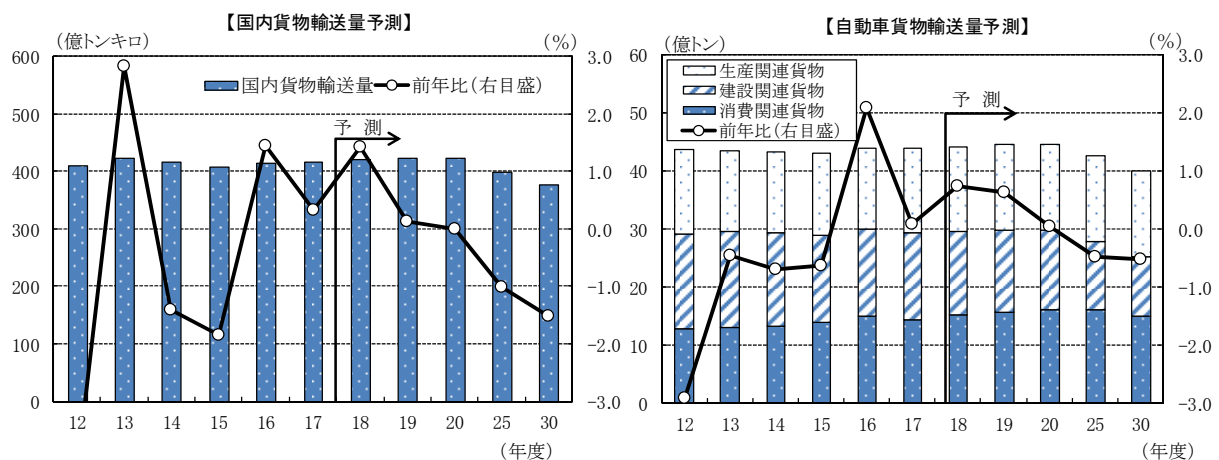 【国内貨物輸送量予測】
(億トンキロ)
(%)
600
500
400
300
200
100
0
3.0
2.0
1.0
0.0
-1.0
-2.0
-3.0
国内貨物輸送量
前年比(右目盛)
予 測
12 13 14 15 16 17 18 19 20 25 30
(年度)
【自動車貨物輸送量予測】
(億トン)
(%)
60
50
40
30
20
10
0
3.0
2.0
1.0
0.0
-1.0
-2.0
-3.0
生産関連貨物
建設関連貨物
消費関連貨物
前年比(右目盛)
予 測
12 13 14 15 16 17 18 19 20 25 30
(年度)